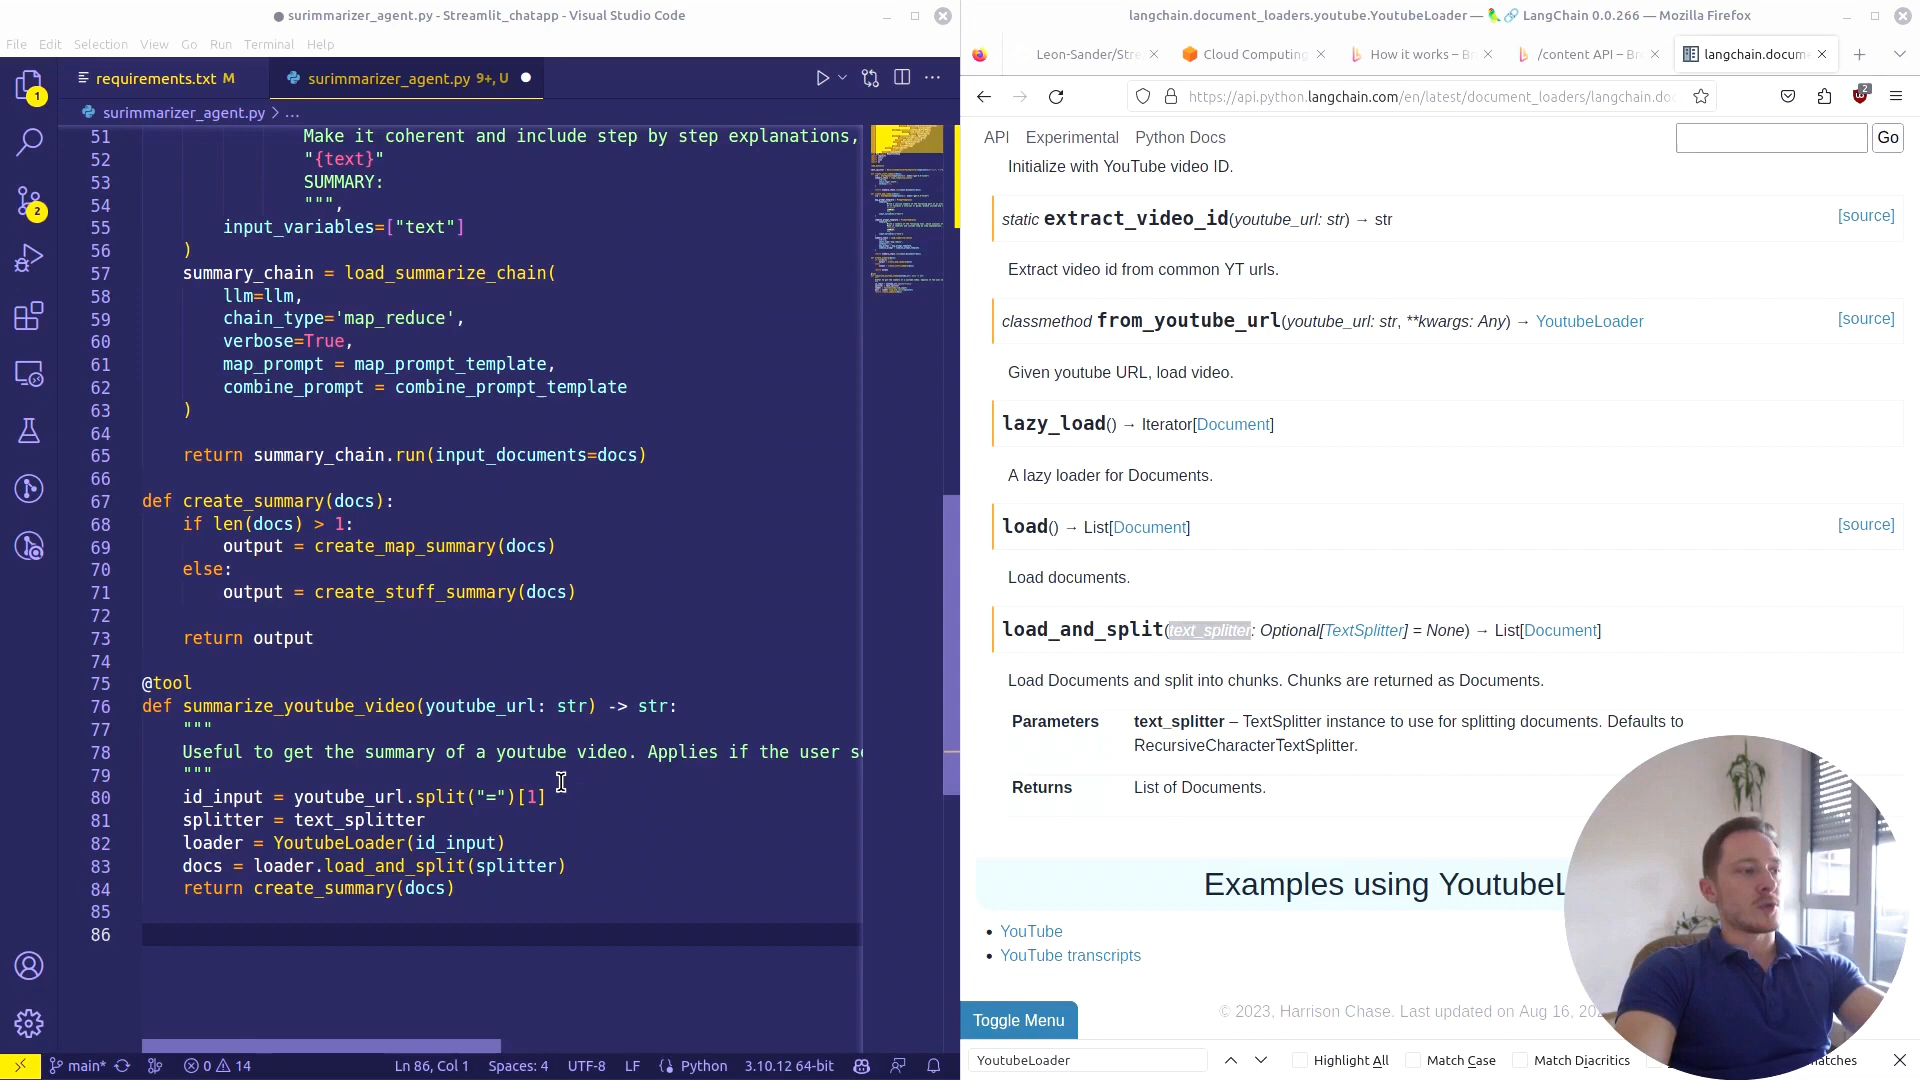 surimmarizer_agent.py - Streamlit_chatapp - Visual Studio Code
File Edit Selection View Go Run Terminal Help
requirements.txt M
surimmarizer_agent.py 9+, U
surimmarizer_agent.py > ...
51 Make it coherent and include step by step explanations,
52 "{text}"
53 SUMMARY:
54 """,
55 input_variables=["text"]
56 )
57 summary_chain = load_summarize_chain(
58 llm=llm,
59 chain_type='map_reduce',
60 verbose=True,
61 map_prompt = map_prompt_template,
62 combine_prompt = combine_prompt_template
63 )
64
65 return summary_chain.run(input_documents=docs)
66
67 def create_summary(docs):
68 if len(docs) > 1:
69 output = create_map_summary(docs)
70 else:
71 output = create_stuff_summary(docs)
72
73 return output
74
75 @tool
76 def summarize_youtube_video(youtube_url: str) -> str:
77 """
78 Useful to get the summary of a youtube video. Applies if the user s
79 """
80 id_input = youtube_url.split("=")[1]
81 splitter = text_splitter
82 loader = YoutubeLoader(id_input)
83 docs = loader.load_and_split(splitter)
84 return create_summary(docs)
85
86
1
2
main* 0 14 Ln 86, Col 1 Spaces: 4 UTF-8 LF Python 3.10.12 64-bit
langchain.document_loaders.youtube.YoutubeLoader — 🦜🔗 LangChain 0.0.266 — Mozilla Firefox
Leon-Sander/Stre
Cloud Computing
How it works – Br
/content API – Br
langchain.docume
https://api.python.langchain.com/en/latest/document_loaders/langchain.doc
2
API Experimental Python Docs
Go
Initialize with YouTube video ID.
static extract_video_id(youtube_url: str) → str [source]
Extract video id from common YT urls.
classmethod from_youtube_url(youtube_url: str, **kwargs: Any) → YoutubeLoader [source]
Given youtube URL, load video.
lazy_load() → Iterator[Document]
A lazy loader for Documents.
load() → List[Document] [source]
Load documents.
load_and_split(text_splitter: Optional[TextSplitter] = None) → List[Document]
Load Documents and split into chunks. Chunks are returned as Documents.
Parameters text_splitter – TextSplitter instance to use for splitting documents. Defaults to
RecursiveCharacterTextSplitter.
Returns List of Documents.
Examples using YoutubeL
• YouTube
• YouTube transcripts
© 2023, Harrison Chase. Last updated on Aug 16, 202
Toggle Menu
YoutubeLoader Highlight All Match Case Match Diacritics matches